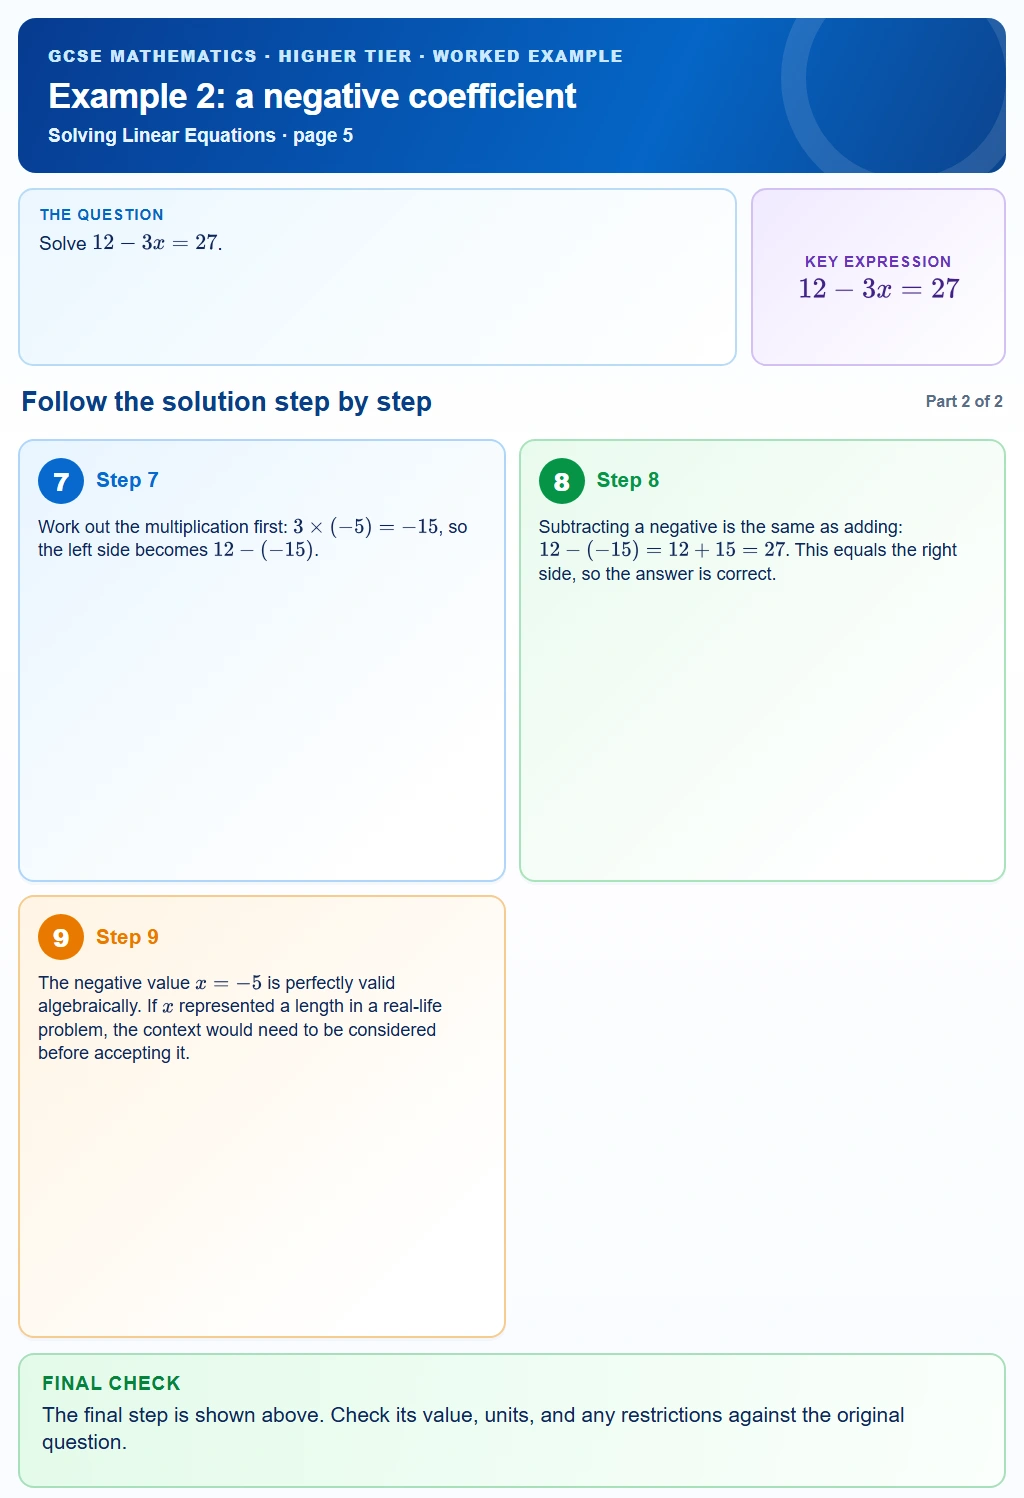 GCSE MATHEMATICS · HIGHER TIER · WORKED EXAMPLE
Example 2: a negative coefficient
Solving Linear Equations · page 5
THE QUESTION
Solve 12 − 3x = 27.
KEY EXPRESSION
12 − 3x = 27
Follow the solution step by step
Part 2 of 2
7 Step 7
Work out the multiplication first: 3 × (−5) = −15, so
the left side becomes 12 − (−15).
8 Step 8
Subtracting a negative is the same as adding:
12 − (−15) = 12 + 15 = 27. This equals the right
side, so the answer is correct.
9 Step 9
The negative value x = −5 is perfectly valid
algebraically. If x represented a length in a real-life
problem, the context would need to be considered
before accepting it.
FINAL CHECK
The final step is shown above. Check its value, units, and any restrictions against the original
question.